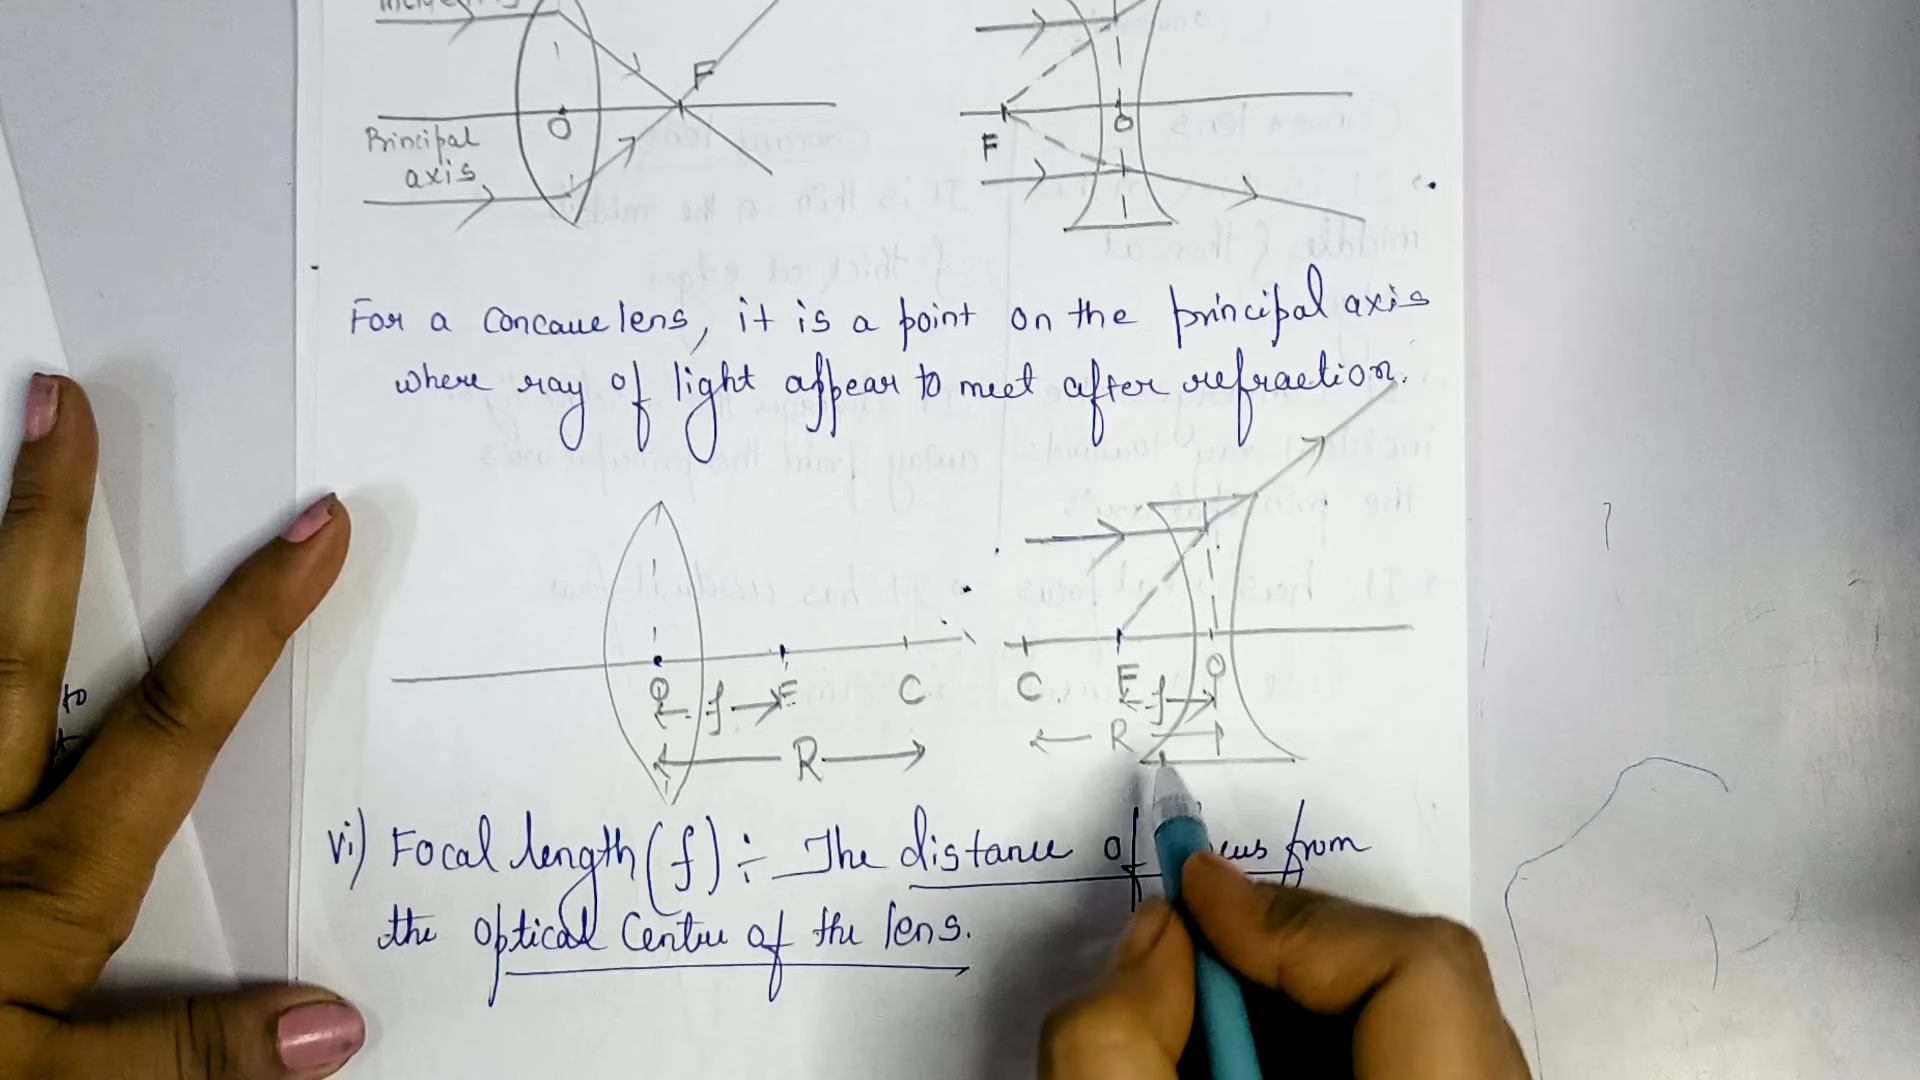 F
O
Principal
axis
F
O
For a concave lens, it is a point on the principal axis
where ray of light appear to meet after refraction.
O f F C
R
C F O
f
R
vi) Focal length (f) ÷ The distance of from
the optical Centre of the lens.